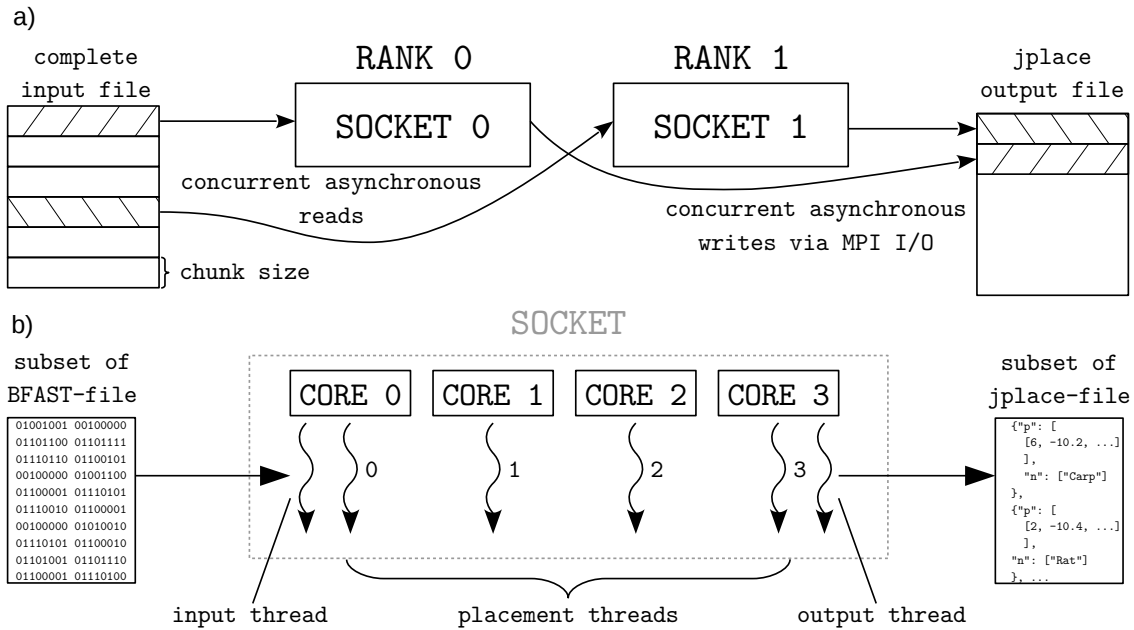 a)
complete
input file
RANK 0
RANK 1
jplace
output file
SOCKET 0
SOCKET 1
concurrent asynchronous
reads
concurrent asynchronous
writes via MPI I/O
chunk size
b)
SOCKET
subset of
BFAST-file
subset of
jplace-file
CORE 0
CORE 1
CORE 2
CORE 3
01001001 00100000
01101100 01101111
01110110 01100101
00100000 01001100
01100001 01110101
01110010 01100001
00100000 01010010
01110101 01100010
01101001 01101110
01100001 01110100
0
1
2
3
{"p": [
[6, -10.2, ...]
],
"n": ["Carp"]
},
{"p": [
[2, -10.4, ...]
],
"n": ["Rat"]
}, ...
input thread
placement threads
output thread